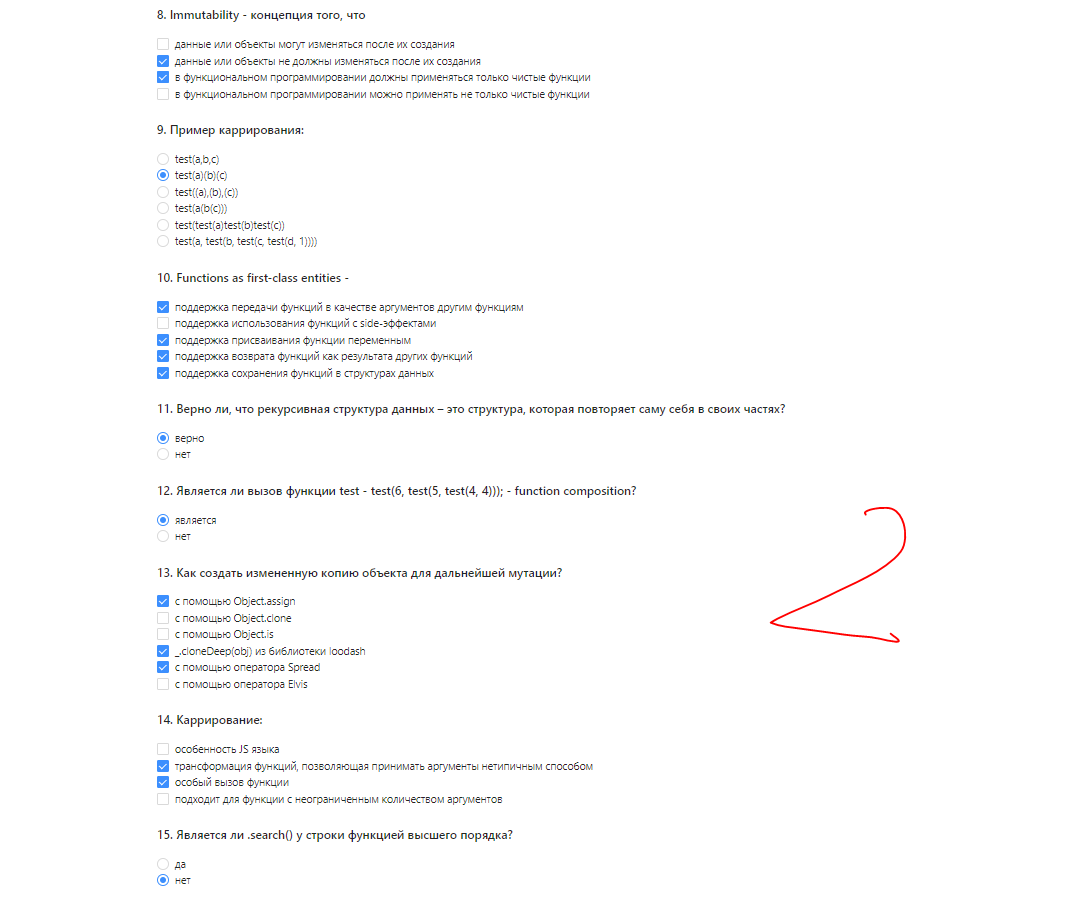 8. Immutability - концепция того, что
данные или объекты могут изменяться после их создания
данные или объекты не должны изменяться после их создания
в функциональном программировании должны применяться только чистые функции
в функциональном программировании можно применять не только чистые функции
9. Пример каррирования:
test(a,b,c)
test(a)(b)(c)
test((a),(b),(c))
test(a(b(c)))
test(test(a)test(b)test(c))
test(a, test(b, test(c, test(d, 1))))
10. Functions as first-class entities -
поддержка передачи функций в качестве аргументов другим функциям
поддержка использования функций с side-эффектами
поддержка присваивания функции переменным
поддержка возврата функций как результата других функций
поддержка сохранения функций в структурах данных
11. Верно ли, что рекурсивная структура данных – это структура, которая повторяет саму себя в своих частях?
верно
нет
12. Является ли вызов функции test - test(6, test(5, test(4, 4))); - function composition?
является
нет
13. Как создать измененную копию объекта для дальнейшей мутации?
с помощью Object.assign
с помощью Object.clone
с помощью Object.is
_.cloneDeep(obj) из библиотеки loodash
с помощью оператора Spread
с помощью оператора Elvis
2
14. Каррирование:
особенность JS языка
трансформация функций, позволяющая принимать аргументы нетипичным способом
особый вызов функции
подходит для функции с неограниченным количеством аргументов
15. Является ли .search() у строки функцией высшего порядка?
да
нет